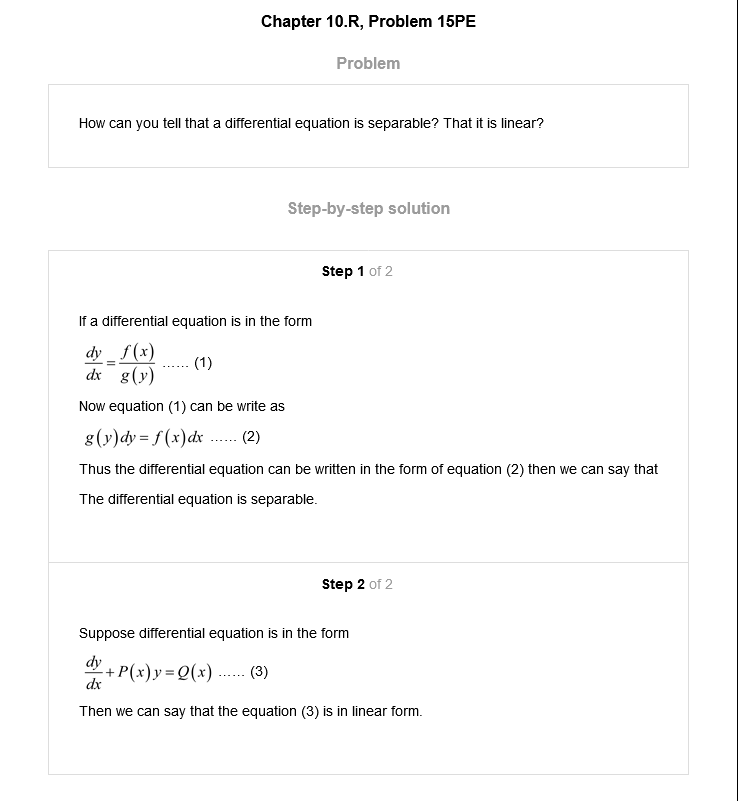 Chapter 10.R, Problem 15PE
Problem
How can you tell that a differential equation is separable? That it is linear?
Step-by-step solution
Step 1 of 2
If a differential equation is in the form
dy/dx = f(x)/g(y) ...... (1)
Now equation (1) can be write as
g(y)dy = f(x)dx ...... (2)
Thus the differential equation can be written in the form of equation (2) then we can say that
The differential equation is separable.
Step 2 of 2
Suppose differential equation is in the form
dy/dx + P(x)y = Q(x) ...... (3)
Then we can say that the equation (3) is in linear form.